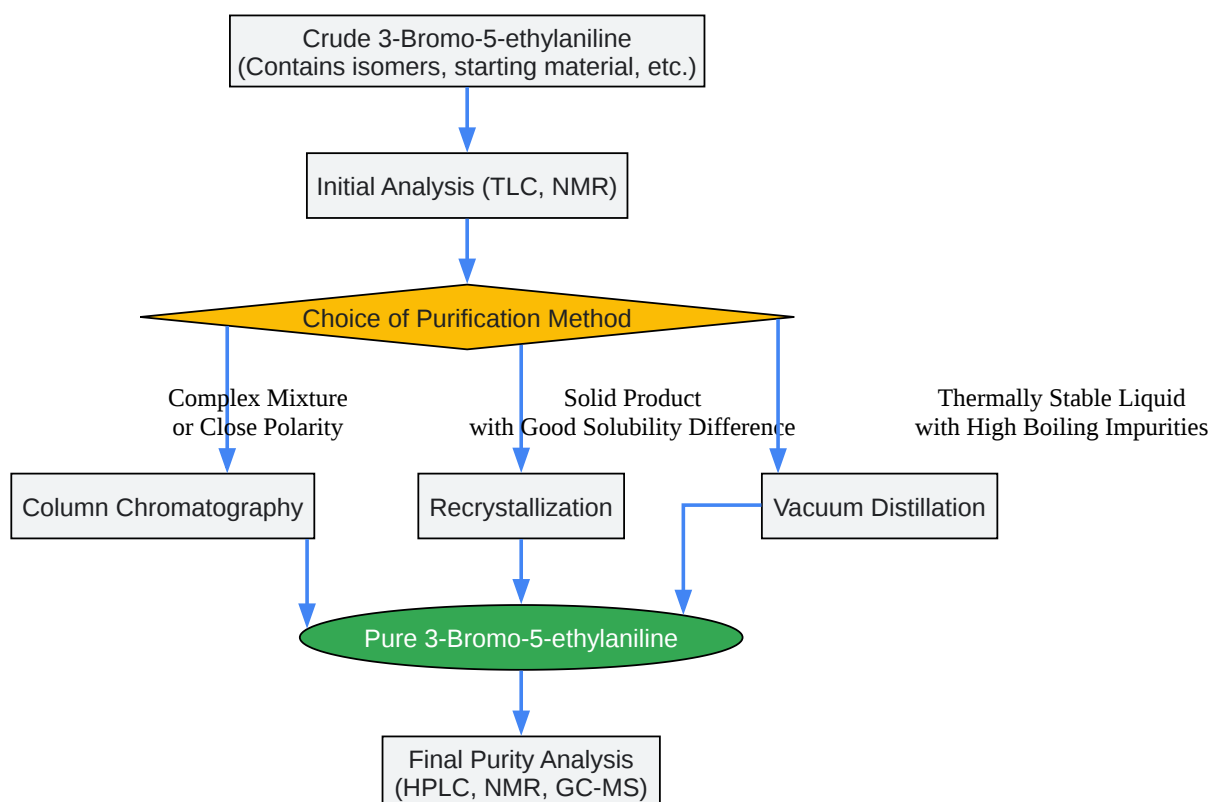 Crude 3-Bromo-5-ethylaniline
(Contains isomers, starting material, etc.)
Initial Analysis (TLC, NMR)
Choice of Purification Method
Complex Mixture
or Close Polarity
Solid Product
with Good Solubility Difference
Thermally Stable Liquid
with High Boiling Impurities
Column Chromatography
Recrystallization
Vacuum Distillation
Pure 3-Bromo-5-ethylaniline
Final Purity Analysis
(HPLC, NMR, GC-MS)